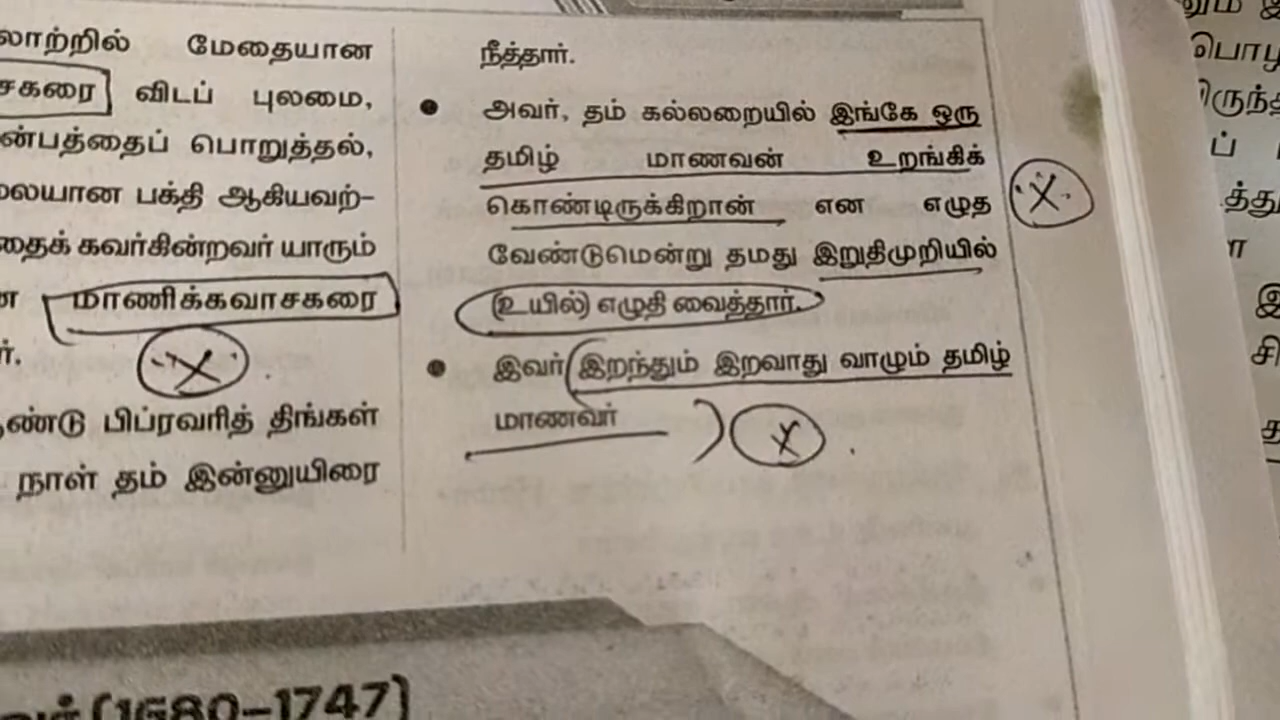 லாற்றில் மேதையான
சகரை விடப் புலமை,
ன்பத்தைப் பொறுத்தல்,
லையான பக்தி ஆகியவற்-
தைக் கவர்கின்றவர் யாரும்
மாணிக்கவாசகரை
ர்.
ண்டு பிப்ரவரித் திங்கள்
நாள் தம் இன்னுயிரை
நீத்தார்.
• அவர், தம் கல்லறையில் இங்கே ஒரு
தமிழ் மாணவன் உறங்கிக்
கொண்டிருக்கிறான் என எழுத
வேண்டுமென்று தமது இறுதிமுறியில்
(உயில்) எழுதி வைத்தார்.
• இவர் இறந்தும் இறவாது வாழும் தமிழ்
மாணவர்
(1680–1747)